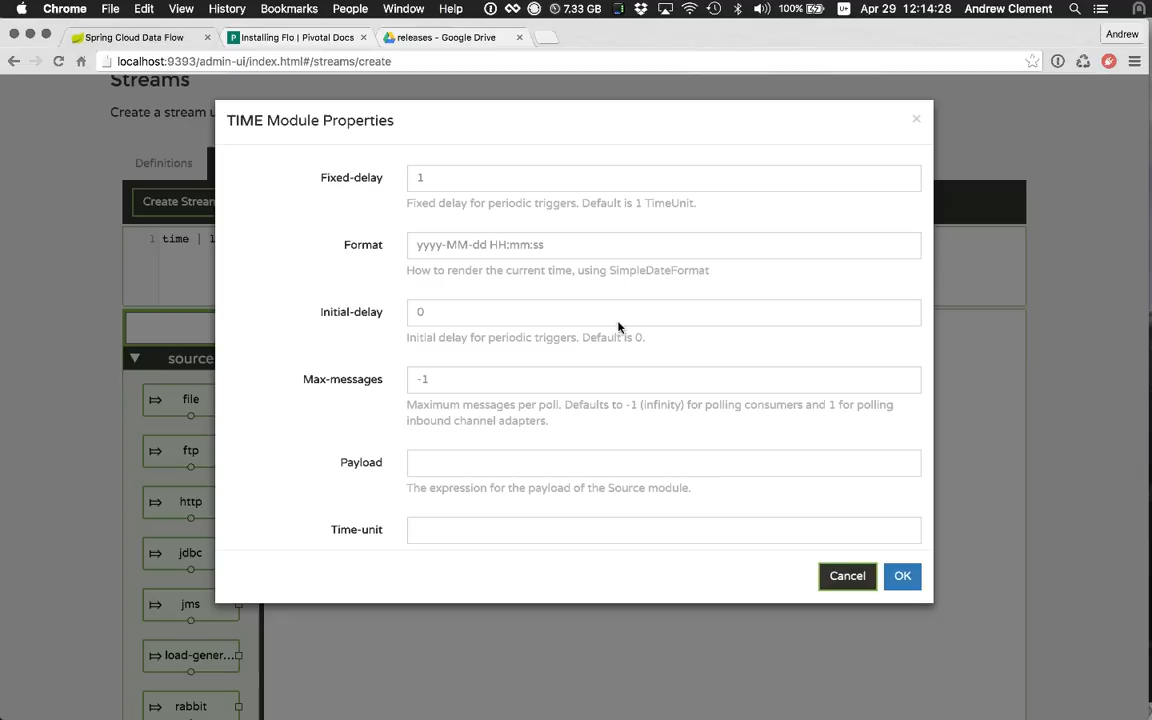 Chrome File Edit View History Bookmarks People Window Help 7.33 GB 100% Apr 29 12:14:28 Andrew Clement
Spring Cloud Data Flow × Installing Flo | Pivotal Docs × releases - Google Drive × Andrew
localhost:9393/admin-ui/index.html#/streams/create
Streams
Create a stream u
TIME Module Properties ×
Definitions
Create Stream
1 time | l
Fixed-delay 1
Fixed delay for periodic triggers. Default is 1 TimeUnit.
Format yyyy-MM-dd HH:mm:ss
How to render the current time, using SimpleDateFormat
Initial-delay 0
Initial delay for periodic triggers. Default is 0.
source
Max-messages -1
Maximum messages per poll. Defaults to -1 (infinity) for polling consumers and 1 for polling
inbound channel adapters.
file
ftp
Payload
The expression for the payload of the Source module.
http
Time-unit
jdbc
Cancel OK
jms
load-gener...
rabbit